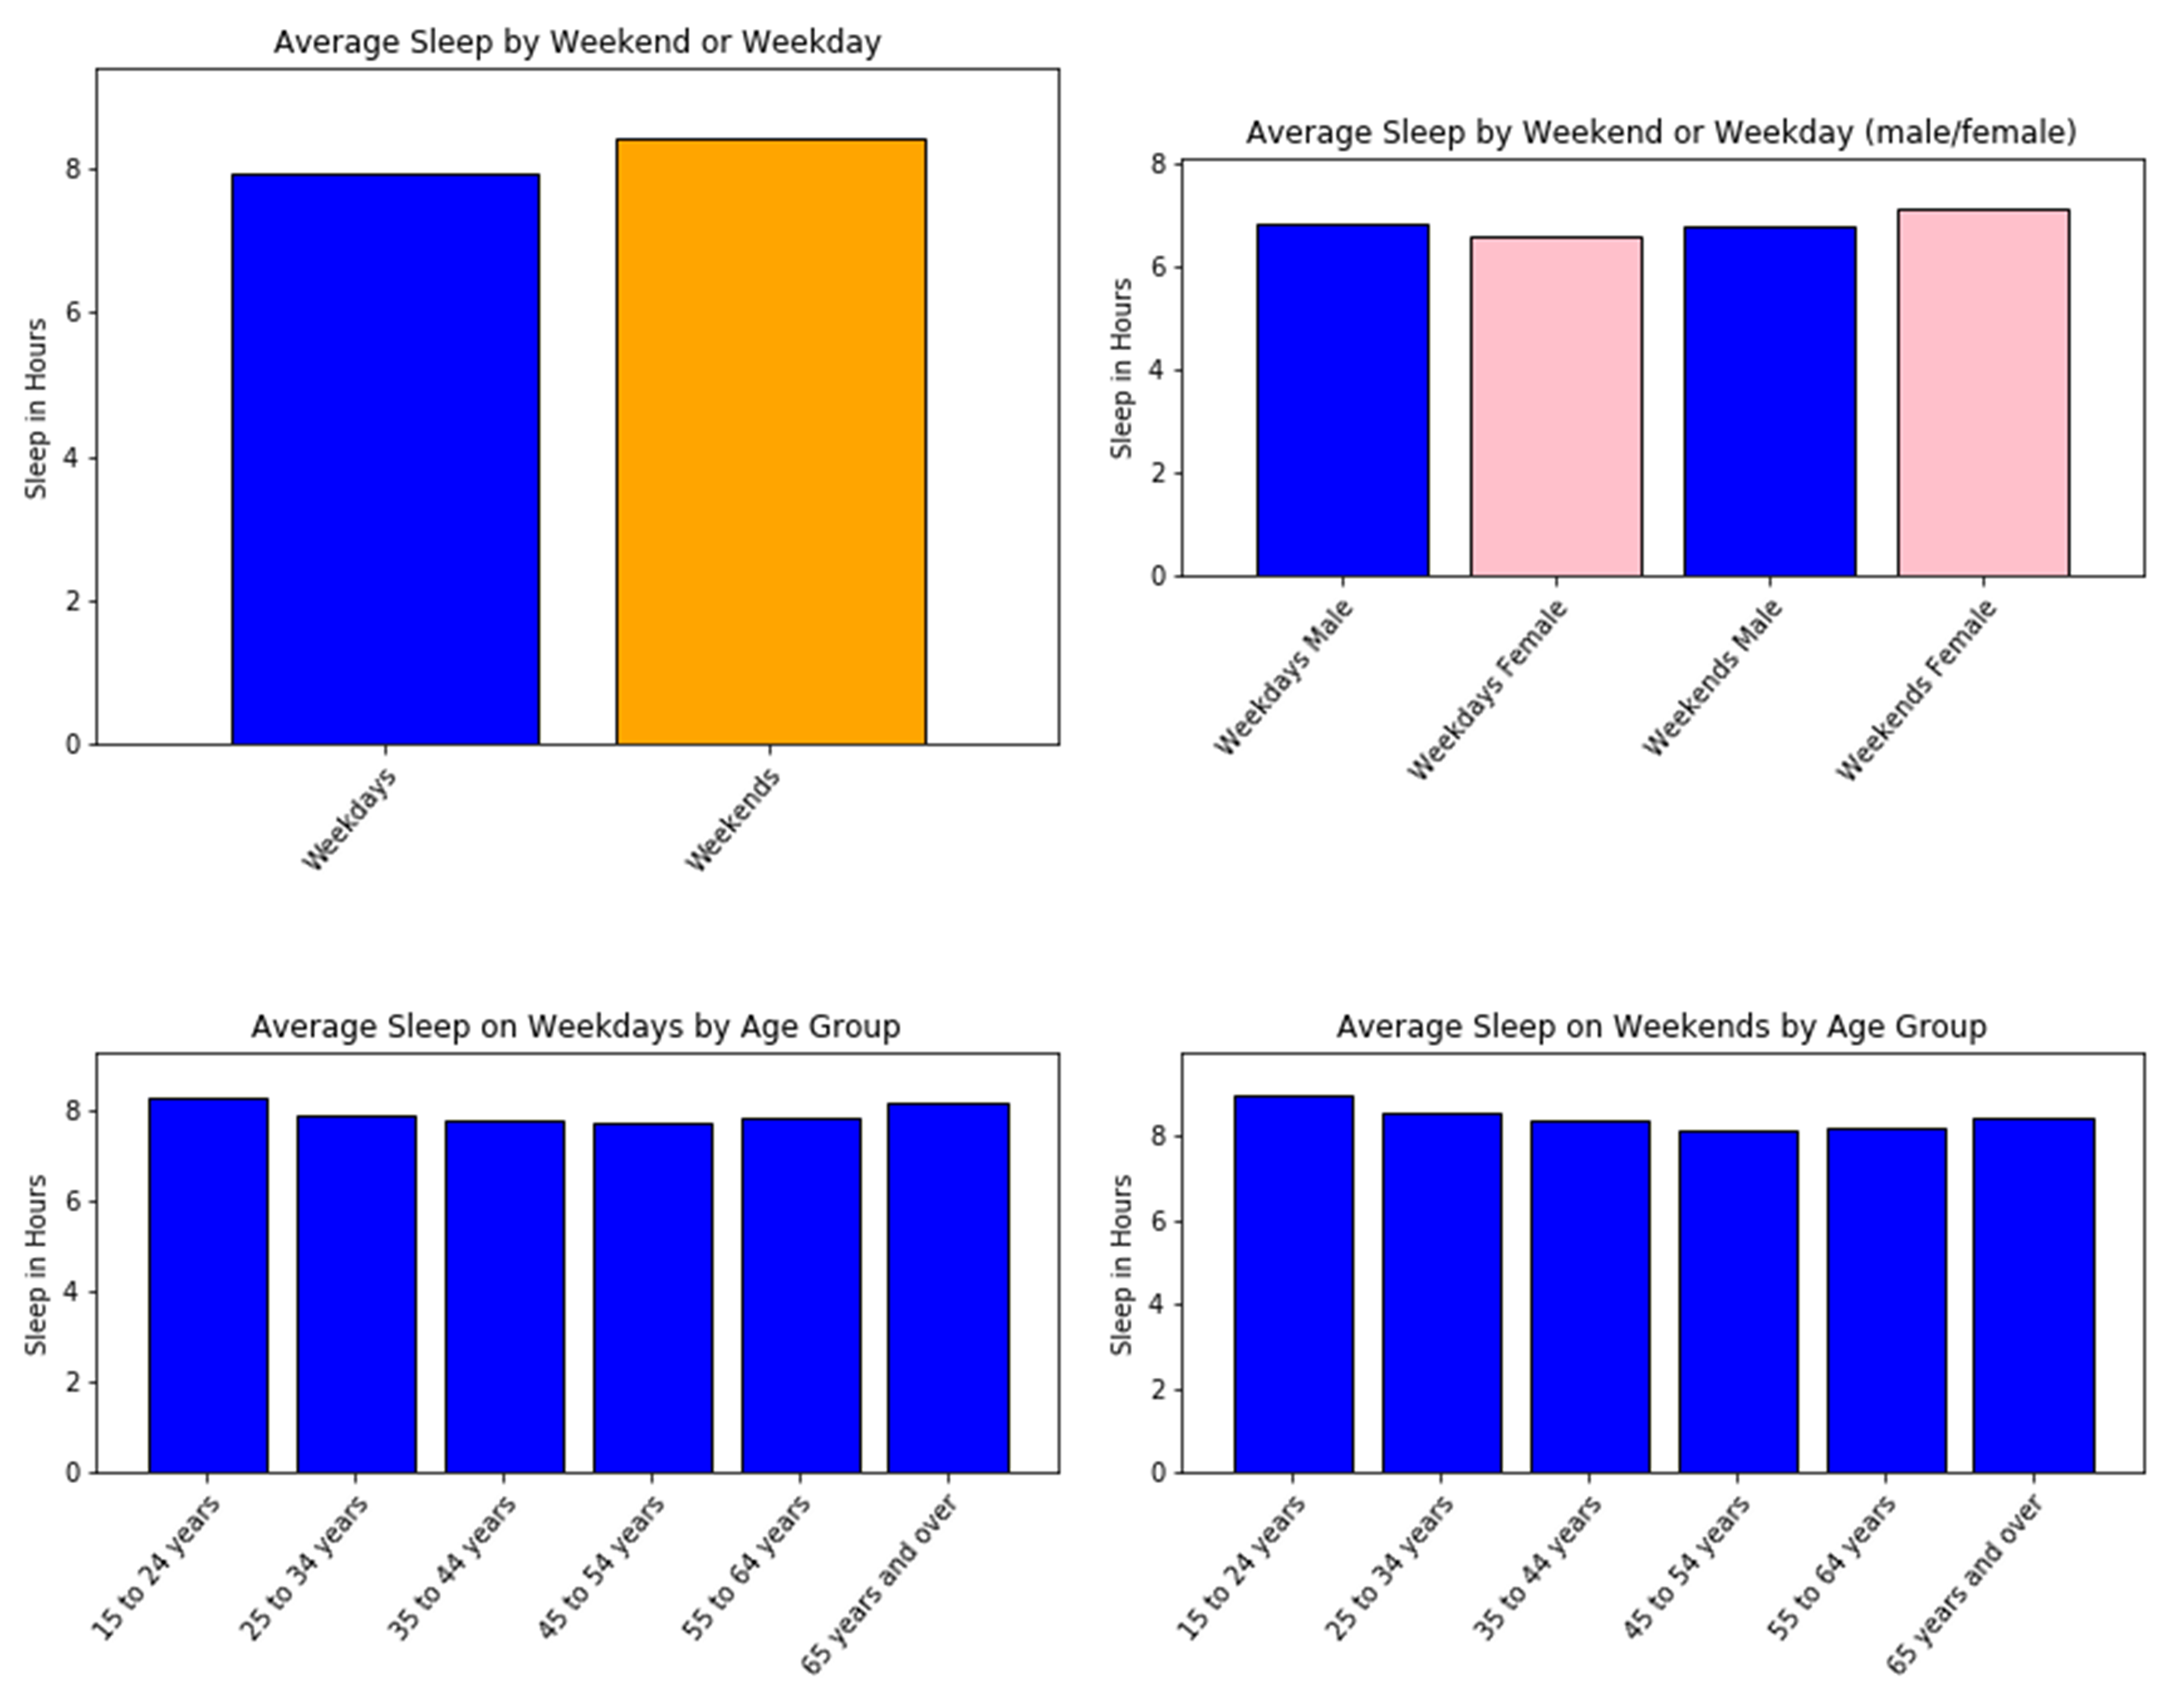 Average Sleep by Weekend or Weekday
Sleep in Hours
8
6
4
2
0
Weekdays
Weekends
Average Sleep by Weekend or Weekday (male/female)
Sleep in Hours
8
6
4
2
0
Weekdays Male
Weekdays Female
Weekends Male
Weekends Female
Average Sleep on Weekdays by Age Group
Sleep in Hours
8
6
4
2
0
15 to 24 years
25 to 34 years
35 to 44 years
45 to 54 years
55 to 64 years
65 years and over
Average Sleep on Weekends by Age Group
Sleep in Hours
8
6
4
2
0
15 to 24 years
25 to 34 years
35 to 44 years
45 to 54 years
55 to 64 years
65 years and over